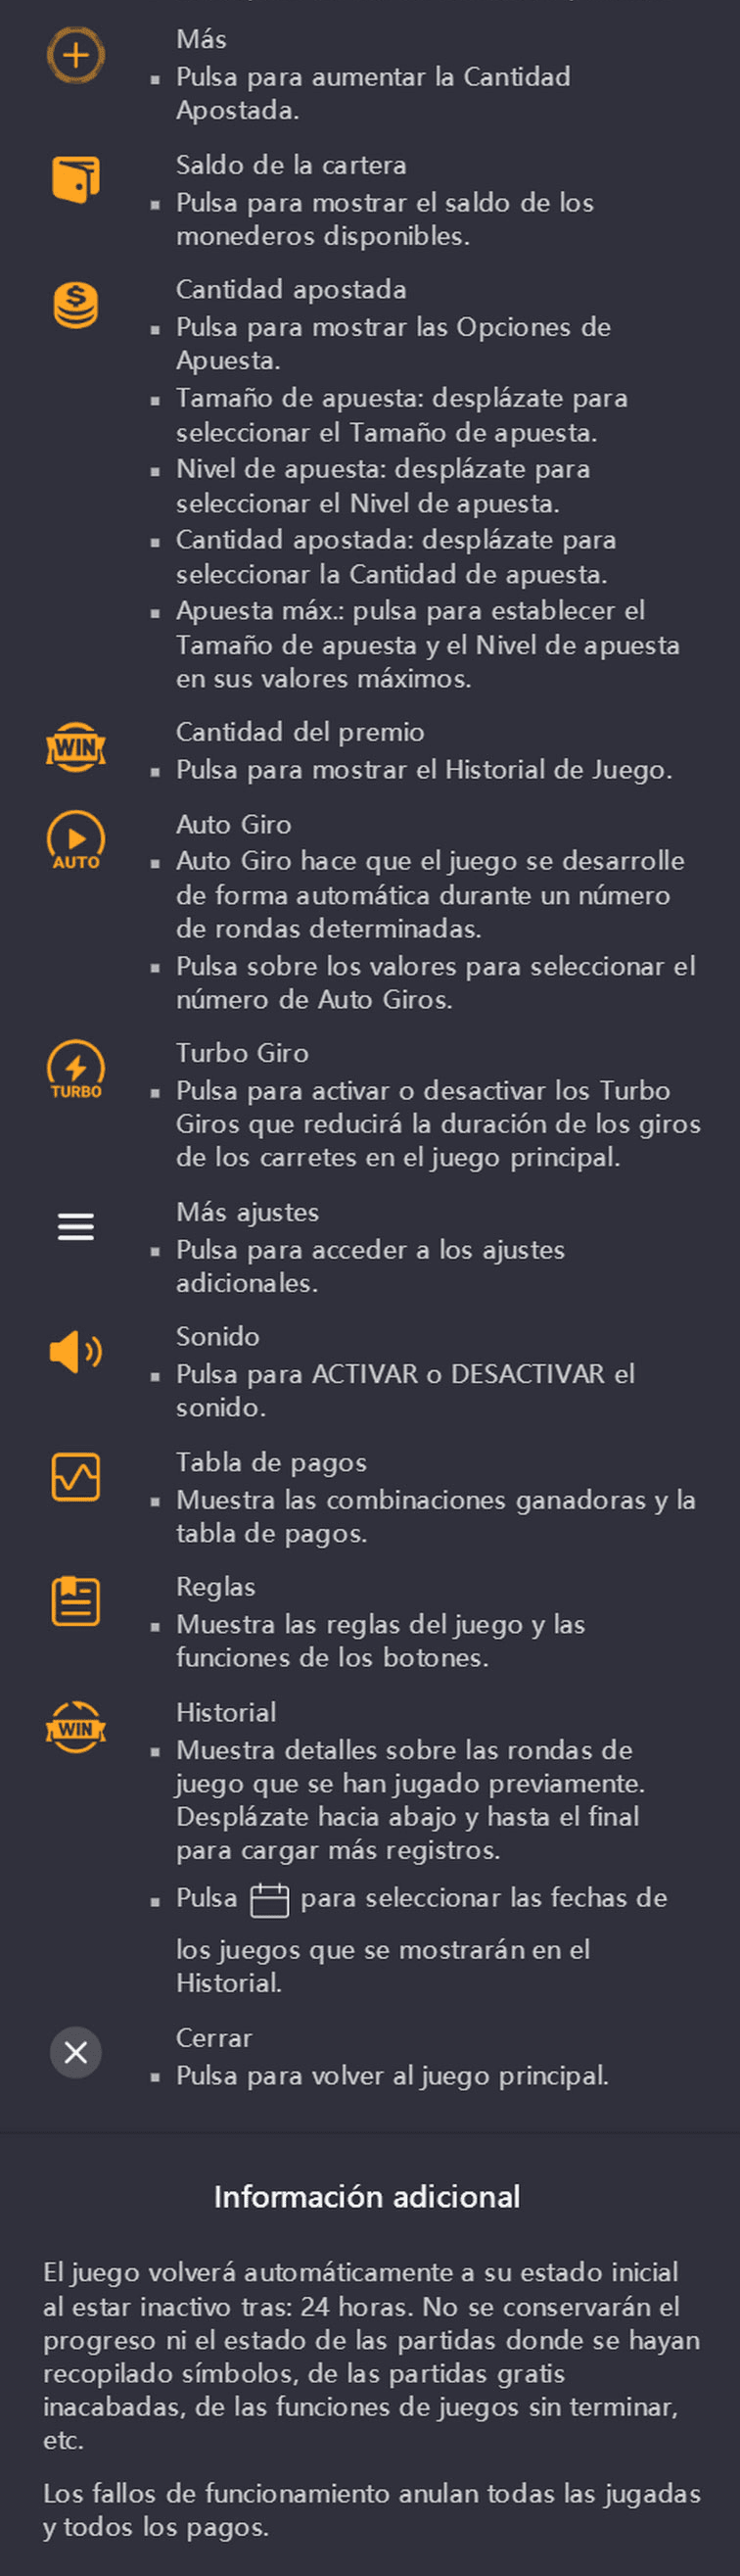 Más
▪ Pulsa para aumentar la Cantidad
Apostada.
Saldo de la cartera
▪ Pulsa para mostrar el saldo de los
monederos disponibles.
Cantidad apostada
▪ Pulsa para mostrar las Opciones de
Apuesta.
▪ Tamaño de apuesta: desplázate para
seleccionar el Tamaño de apuesta.
▪ Nivel de apuesta: desplázate para
seleccionar el Nivel de apuesta.
▪ Cantidad apostada: desplázate para
seleccionar la Cantidad de apuesta.
▪ Apuesta máx.: pulsa para establecer el
Tamaño de apuesta y el Nivel de apuesta
en sus valores máximos.
WIN
Cantidad del premio
▪ Pulsa para mostrar el Historial de Juego.
AUTO
Auto Giro
▪ Auto Giro hace que el juego se desarrolle
de forma automática durante un número
de rondas determinadas.
▪ Pulsa sobre los valores para seleccionar el
número de Auto Giros.
TURBO
Turbo Giro
▪ Pulsa para activar o desactivar los Turbo
Giros que reducirá la duración de los giros
de los carretes en el juego principal.
Más ajustes
▪ Pulsa para acceder a los ajustes
adicionales.
Sonido
▪ Pulsa para ACTIVAR o DESACTIVAR el
sonido.
Tabla de pagos
▪ Muestra las combinaciones ganadoras y la
tabla de pagos.
Reglas
▪ Muestra las reglas del juego y las
funciones de los botones.
WIN
Historial
▪ Muestra detalles sobre las rondas de
juego que se han jugado previamente.
Desplázate hacia abajo y hasta el final
para cargar más registros.
▪ Pulsa para seleccionar las fechas de
los juegos que se mostrarán en el
Historial.
Cerrar
▪ Pulsa para volver al juego principal.
Información adicional
El juego volverá automáticamente a su estado inicial
al estar inactivo tras: 24 horas. No se conservarán el
progreso ni el estado de las partidas donde se hayan
recopilado símbolos, de las partidas gratis
inacabadas, de las funciones de juegos sin terminar,
etc.
Los fallos de funcionamiento anulan todas las jugadas
y todos los pagos.